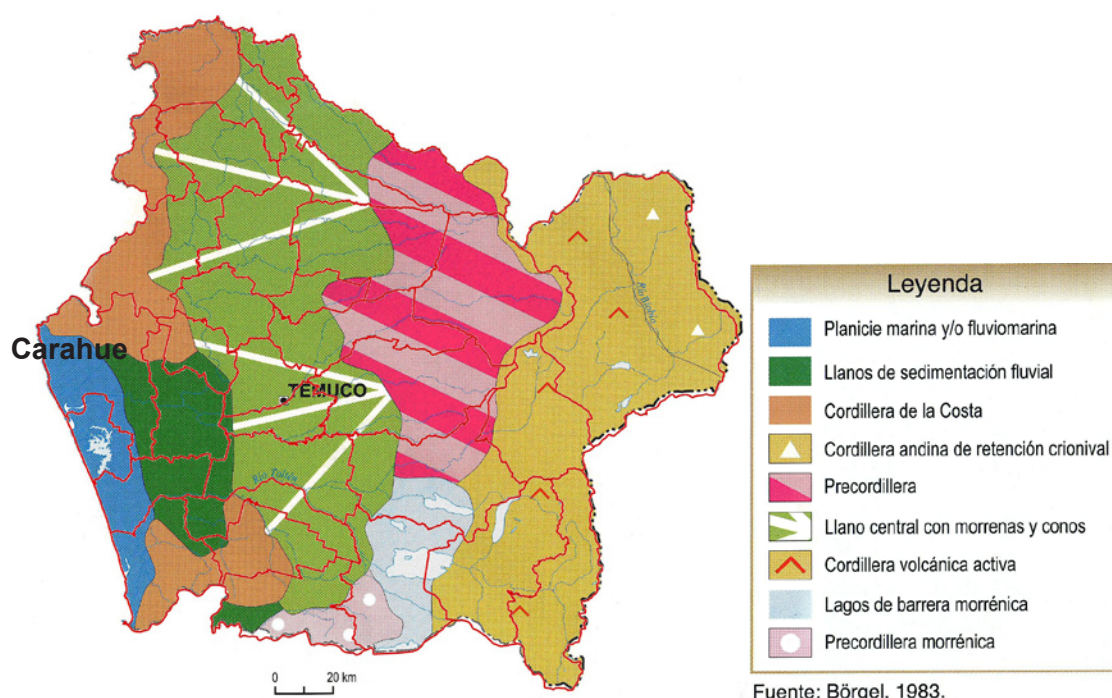 Carahue
TEMUCO
Río Biobío
Río Toltén
0 20 km
Leyenda
Planicie marina y/o fluviomarina
Llanos de sedimentación fluvial
Cordillera de la Costa
Cordillera andina de retención crionival
Precordillera
Llano central con morrenas y conos
Cordillera volcánica activa
Lagos de barrera morrénica
Precordillera morrénica
Fuente: Börgel, 1983.